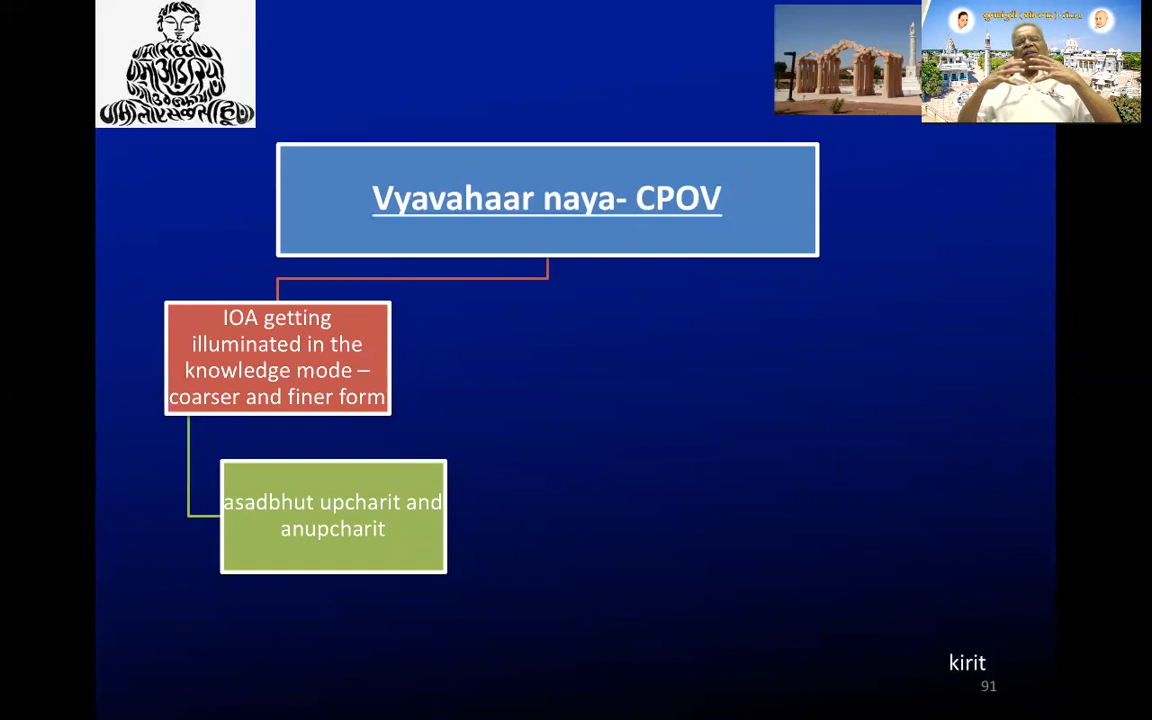 Vyavahaar naya- CPOV
IOA getting
illuminated in the
knowledge mode –
coarser and finer form
asadbhut upcharit and
anupcharit
kirit
91